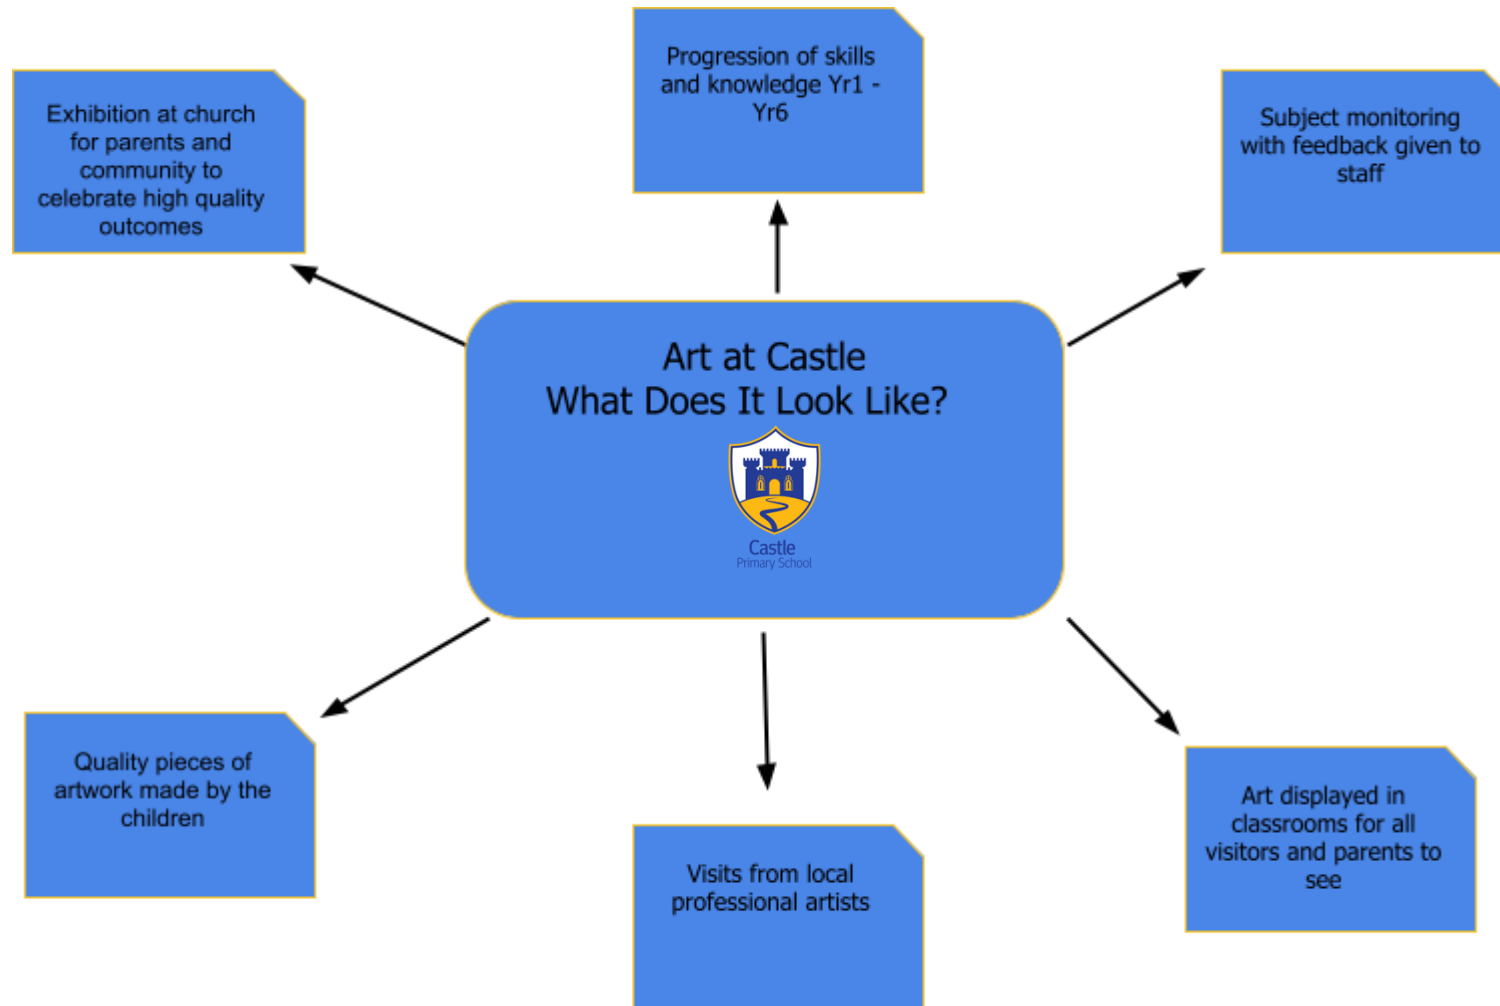 Progression of skills
and knowledge Yr1 -
Yr6
Exhibition at church
for parents and
community to
celebrate high quality
outcomes
Subject monitoring
with feedback given to
staff
Art at Castle
What Does It Look Like?
Castle
Primary School
Quality pieces of
artwork made by the
children
Visits from local
professional artists
Art displayed in
classrooms for all
visitors and parents to
see